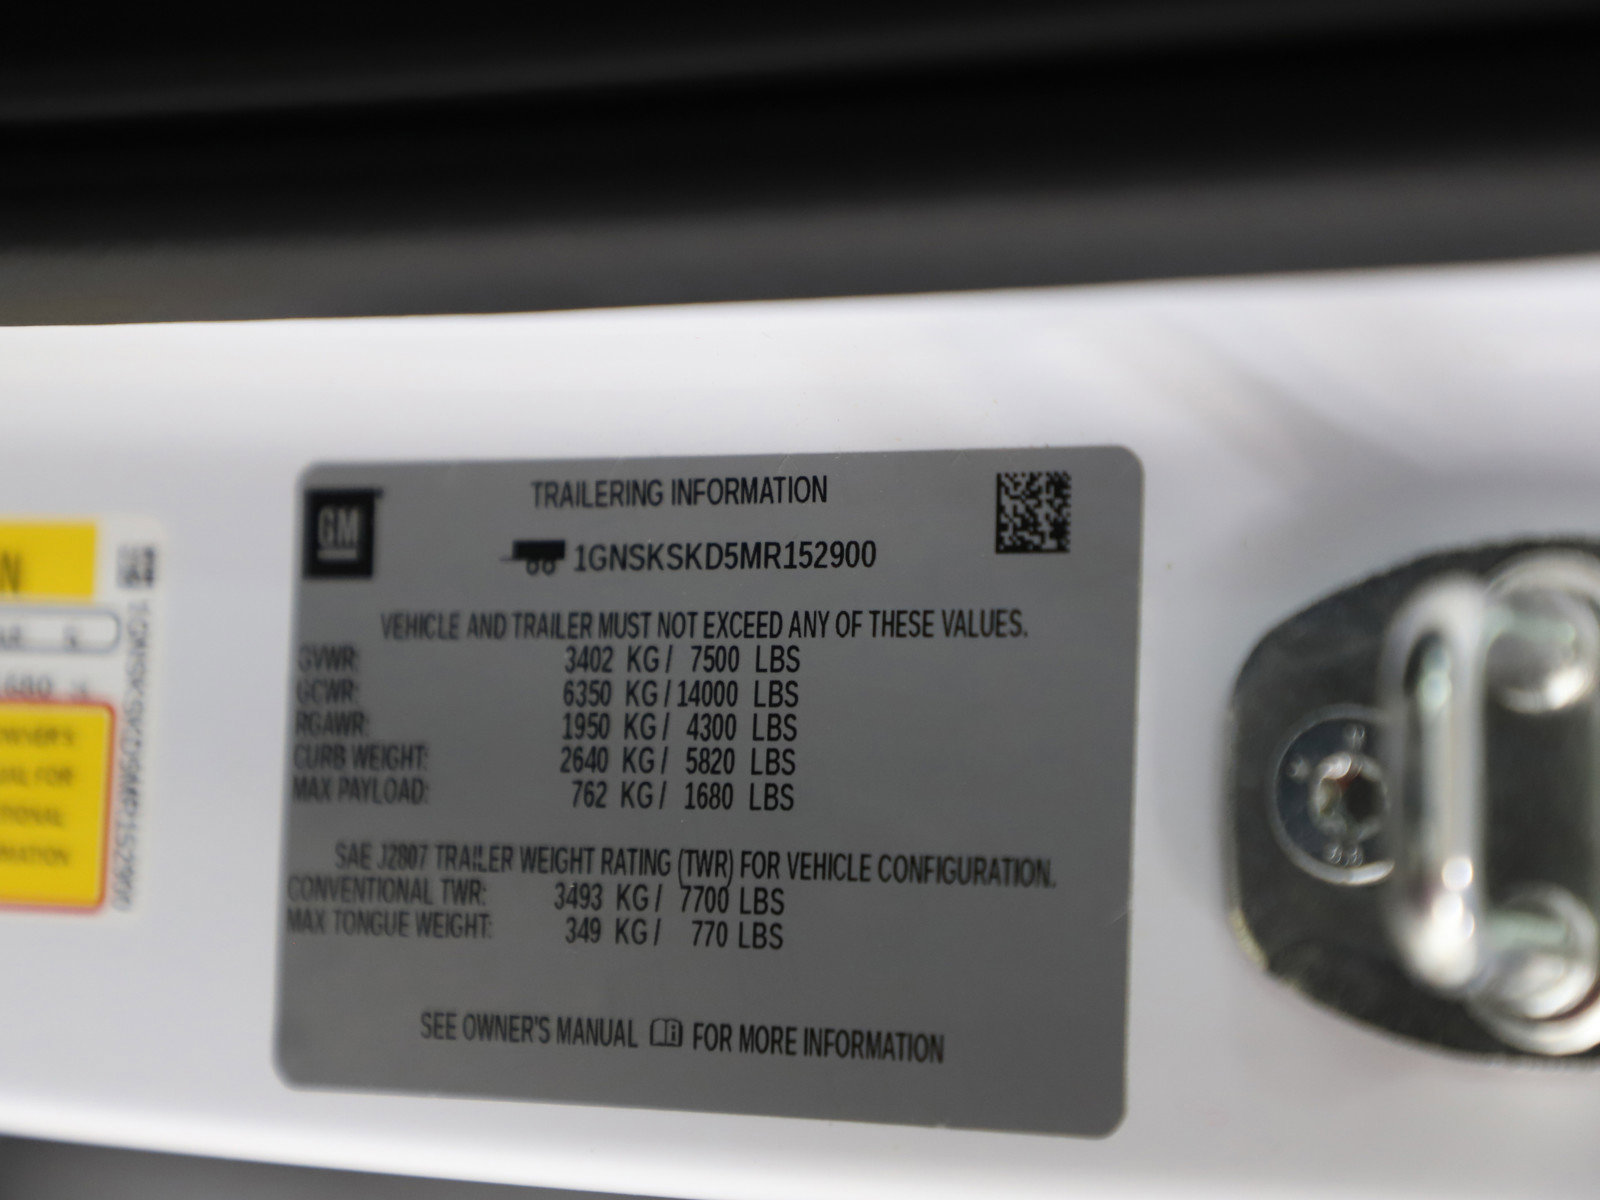 GM
TRAILERING INFORMATION
1GNSKSKD5MR152900
VEHICLE AND TRAILER MUST NOT EXCEED ANY OF THESE VALUES.
GVWR: 3402 KG / 7500 LBS
GCWR: 6350 KG / 14000 LBS
RGAWR: 1950 KG / 4300 LBS
CURB WEIGHT: 2640 KG / 5820 LBS
MAX PAYLOAD: 762 KG / 1680 LBS
SAE J2807 TRAILER WEIGHT RATING (TWR) FOR VEHICLE CONFIGURATION.
CONVENTIONAL TWR: 3493 KG / 7700 LBS
MAX TONGUE WEIGHT: 349 KG / 770 LBS
SEE OWNER'S MANUAL FOR MORE INFORMATION
N
1GNSKSKD5MR152900